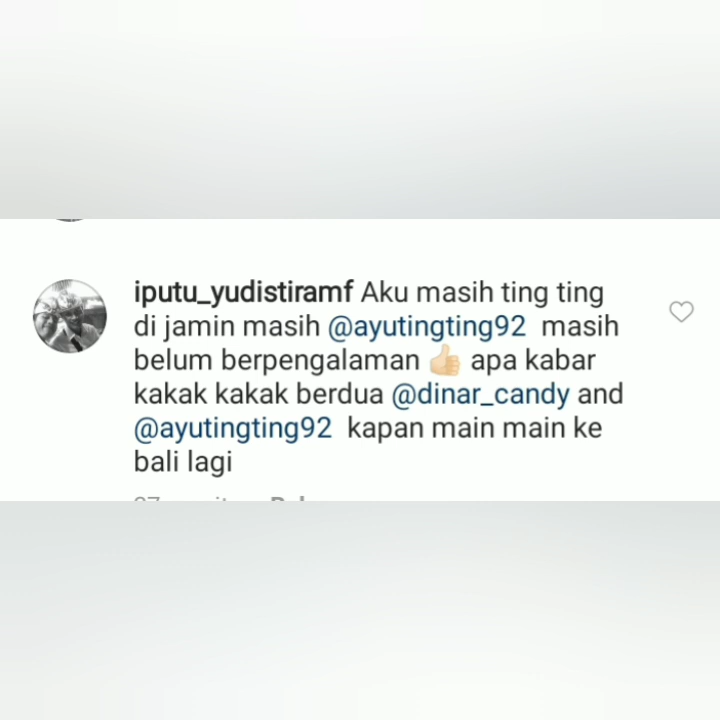 iputu_yudistiramf Aku masih ting ting
di jamin masih @ayutingting92 masih
belum berpengalaman 👍🏻 apa kabar
kakak kakak berdua @dinar_candy and
@ayutingting92 kapan main main ke
bali lagi